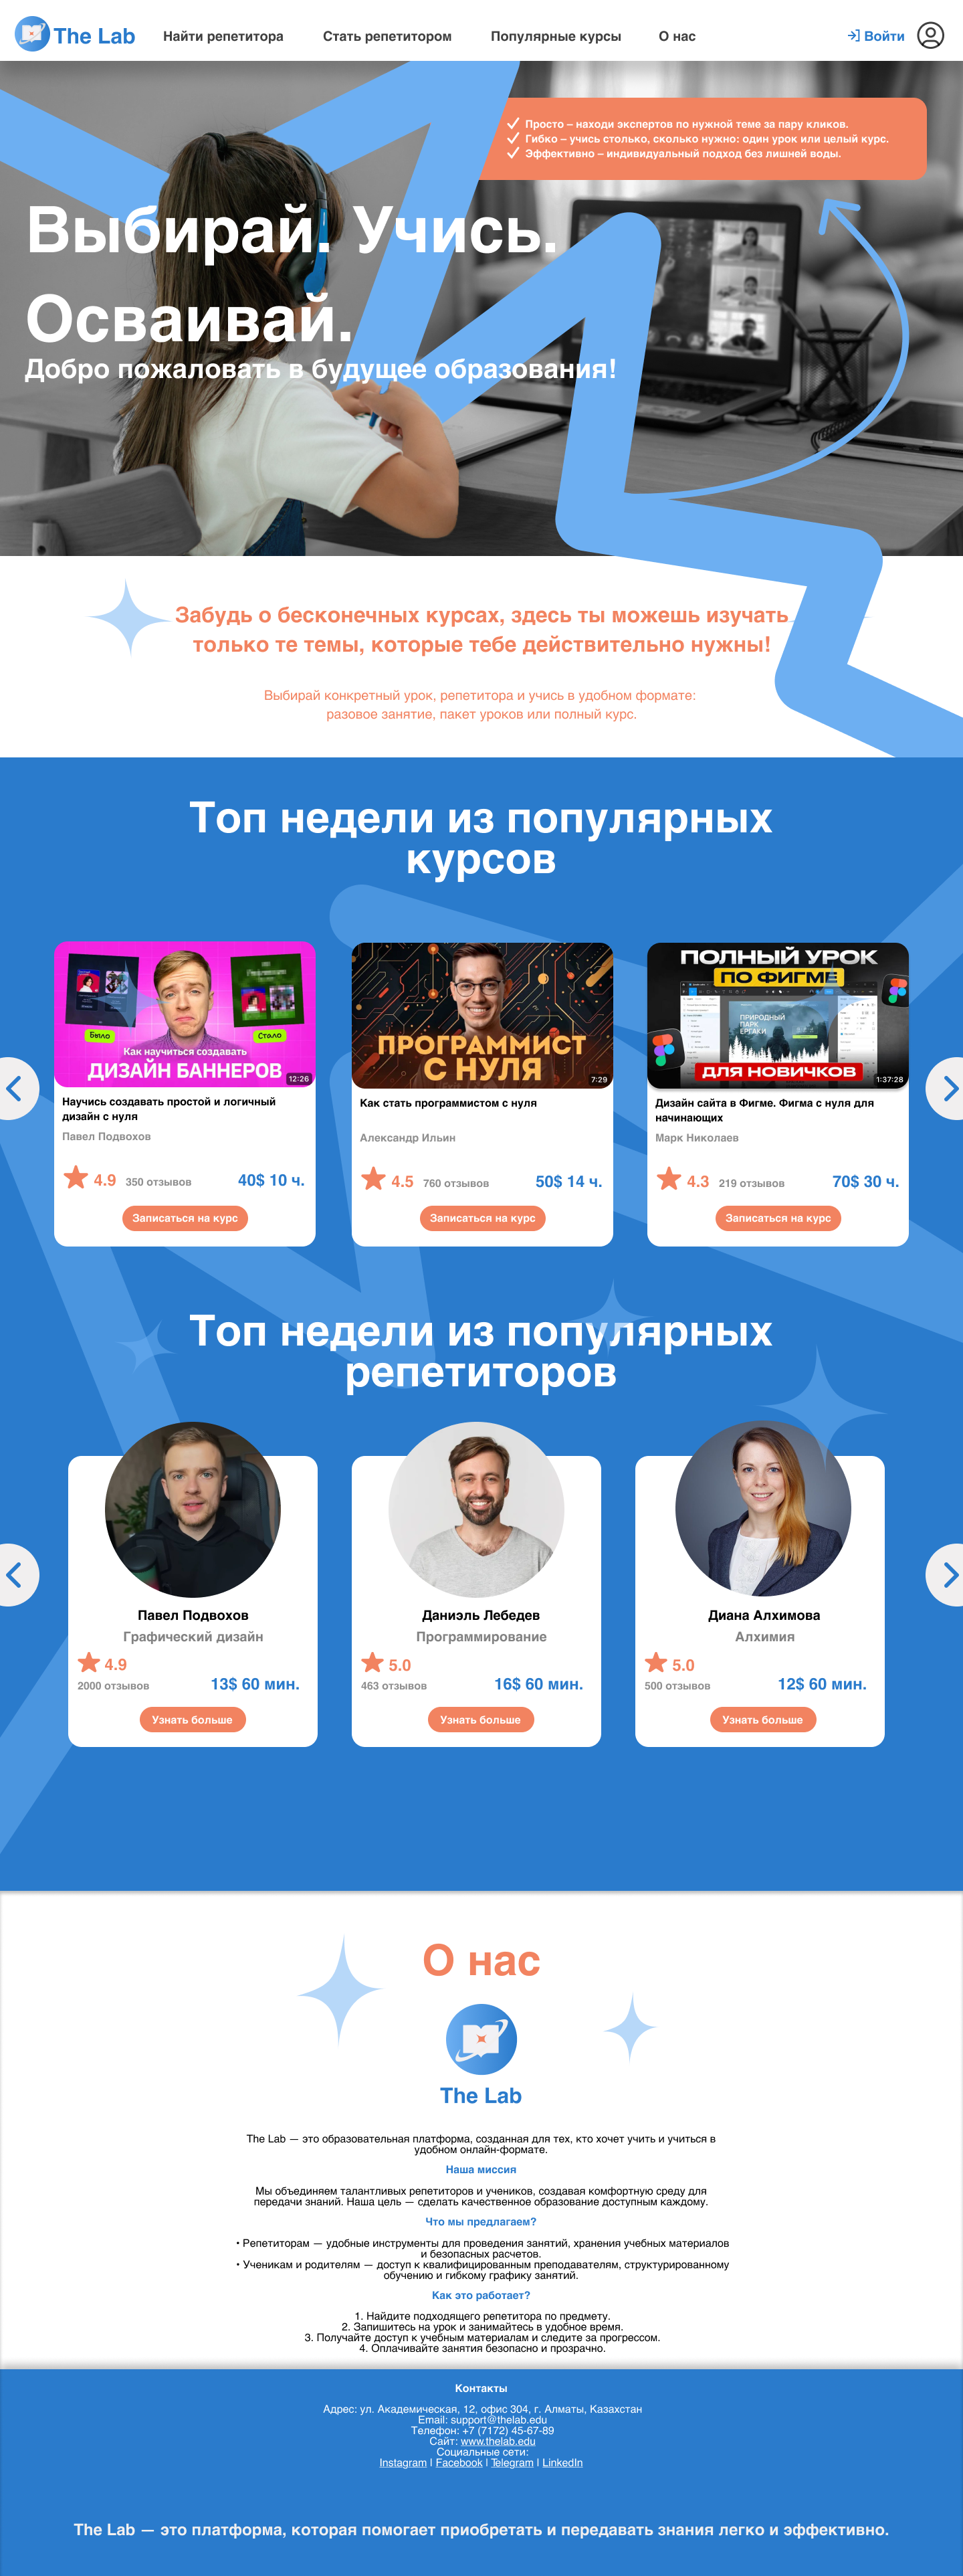 The Lab
Найти репетитора
Стать репетитором
Популярные курсы
О нас
Войти
Просто – находи экспертов по нужной теме за пару кликов.
Гибко – учись столько, сколько нужно: один урок или целый курс.
Эффективно – индивидуальный подход без лишней воды.
Выбирай. Учись.
Осваивай.
Добро пожаловать в будущее образования!
Забудь о бесконечных курсах, здесь ты можешь изучать
только те темы, которые тебе действительно нужны!
Выбирай конкретный урок, репетитора и учись в удобном формате:
разовое занятие, пакет уроков или полный курс.
Топ недели из популярных
курсов
Было
Стало
Как научиться создавать
ДИЗАЙН БАННЕРОВ
12:26
Научись создавать простой и логичный
дизайн с нуля
Павел Подвохов
4.9
350 отзывов
40$ 10 ч.
Записаться на курс
ПРОГРАММИСТ
С НУЛЯ
7:29
Как стать программистом с нуля
Александр Ильин
4.5
760 отзывов
50$ 14 ч.
Записаться на курс
ПОЛНЫЙ УРОК
ПО ФИГМЕ
ПРИРОДНЫЙ
ПАРК
ЕРГАКИ
ДЛЯ НОВИЧКОВ
1:37:28
Дизайн сайта в Фигме. Фигма с нуля для
начинающих
Марк Николаев
4.3
219 отзывов
70$ 30 ч.
Записаться на курс
Топ недели из популярных
репетиторов
Павел Подвохов
Графический дизайн
4.9
2000 отзывов
13$ 60 мин.
Узнать больше
Даниэль Лебедев
Программирование
5.0
463 отзывов
16$ 60 мин.
Узнать больше
Диана Алхимова
Алхимия
5.0
500 отзывов
12$ 60 мин.
Узнать больше
О нас
The Lab
The Lab — это образовательная платформа, созданная для тех, кто хочет учить и учиться в
удобном онлайн-формате.
Наша миссия
Мы объединяем талантливых репетиторов и учеников, создавая комфортную среду для
передачи знаний. Наша цель — сделать качественное образование доступным каждому.
Что мы предлагаем?
• Репетиторам — удобные инструменты для проведения занятий, хранения учебных материалов
и безопасных расчетов.
• Ученикам и родителям — доступ к квалифицированным преподавателям, структурированному
обучению и гибкому графику занятий.
Как это работает?
1. Найдите подходящего репетитора по предмету.
2. Запишитесь на урок и занимайтесь в удобное время.
3. Получайте доступ к учебным материалам и следите за прогрессом.
4. Оплачивайте занятия безопасно и прозрачно.
Контакты
Адрес: ул. Академическая, 12, офис 304, г. Алматы, Казахстан
Email: support@thelab.edu
Телефон: +7 (7172) 45-67-89
Сайт: www.thelab.edu
Социальные сети:
Instagram | Facebook | Telegram | LinkedIn
The Lab — это платформа, которая помогает приобретать и передавать знания легко и эффективно.